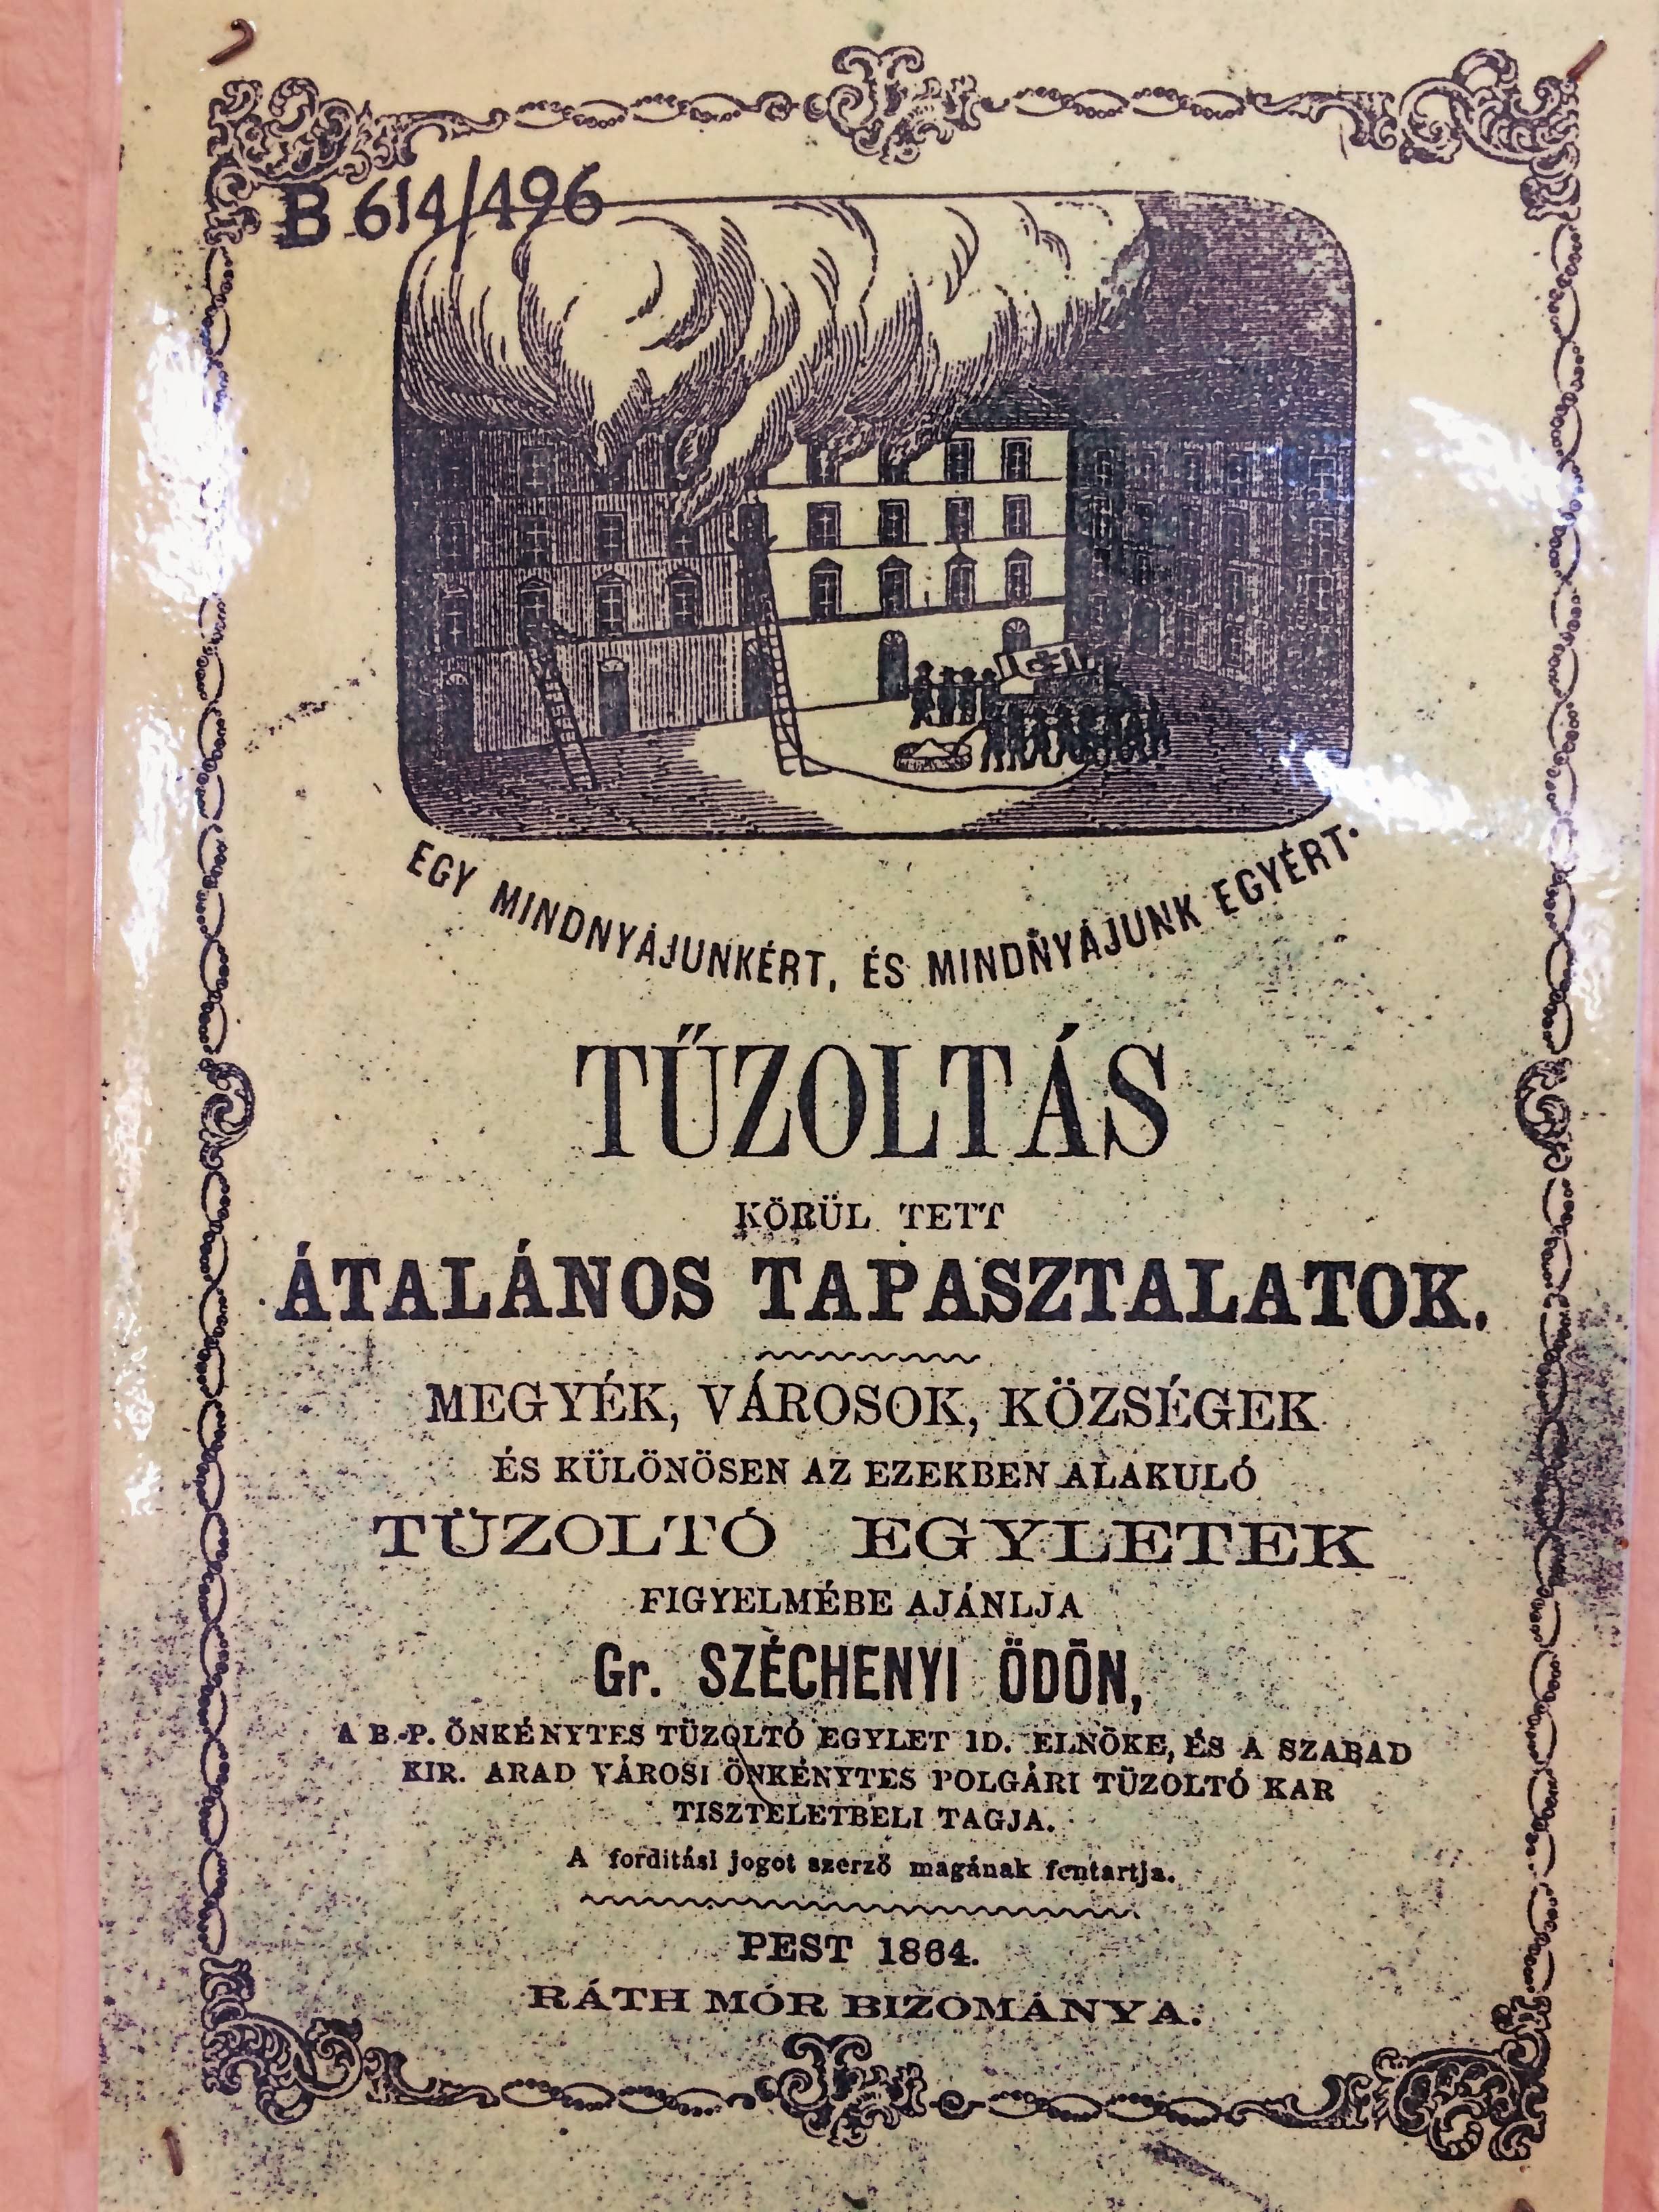 B 614/496
EGY MINDNYÁJUNKÉRT, ÉS MINDNYÁJUNK EGYÉRT.
TŰZOLTÁS
KÖRÜL TETT
ÁTALÁNOS TAPASZTALATOK.
MEGYÉK, VÁROSOK, KÖZSÉGEK
ÉS KÜLÖNÖSEN AZ EZEKBEN ALAKULÓ
TÜZOLTÓ EGYLETEK
FIGYELMÉBE AJÁNLJA
Gr. SZÉCHENYI ÖDÖN,
A B.-P. ÖNKÉNYTES TÜZOLTÓ EGYLET ID. ELNÖKE, ÉS A SZABAD
KIR. ARAD VÁROSI ÖNKÉNYTES POLGÁRI TÜZOLTÓ KAR
TISZTELETBELI TAGJA.
A forditási jogot szerző magának fentartja.
PEST 1864.
RÁTH MÓR BIZOMÁNYA.